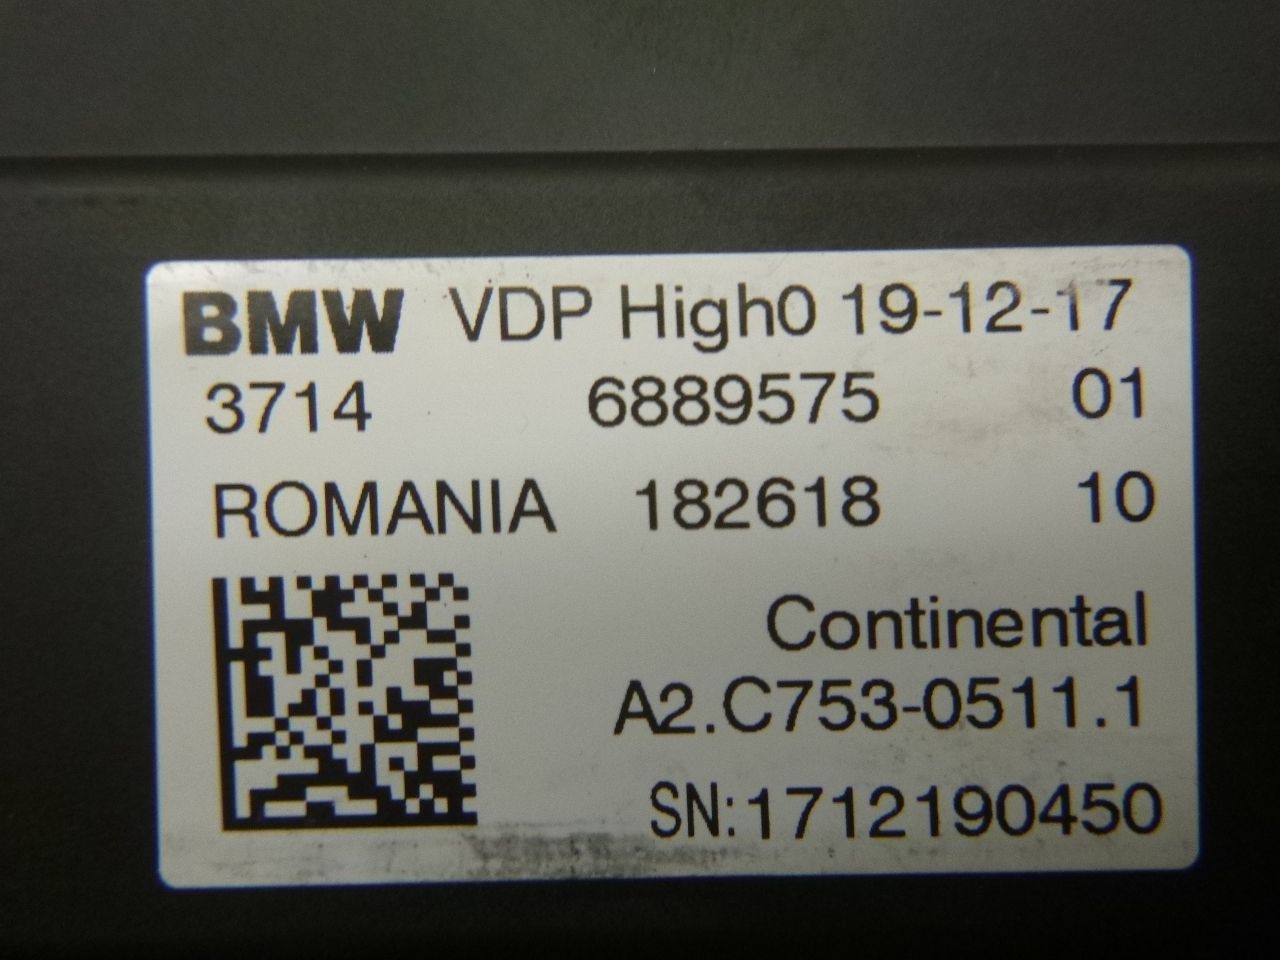 BMW VDP High0 19-12-17
3714 6889575 01
ROMANIA 182618 10
Continental
A2.C753-0511.1
SN:1712190450